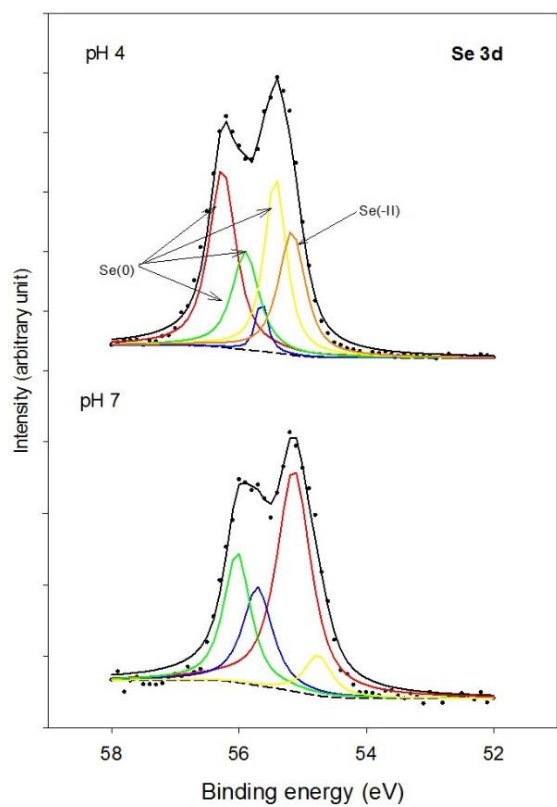 pH 4
Se 3d
Se(-II)
Se(0)
pH 7
Intensity (arbitrary unit)
58
56
54
52
Binding energy (eV)